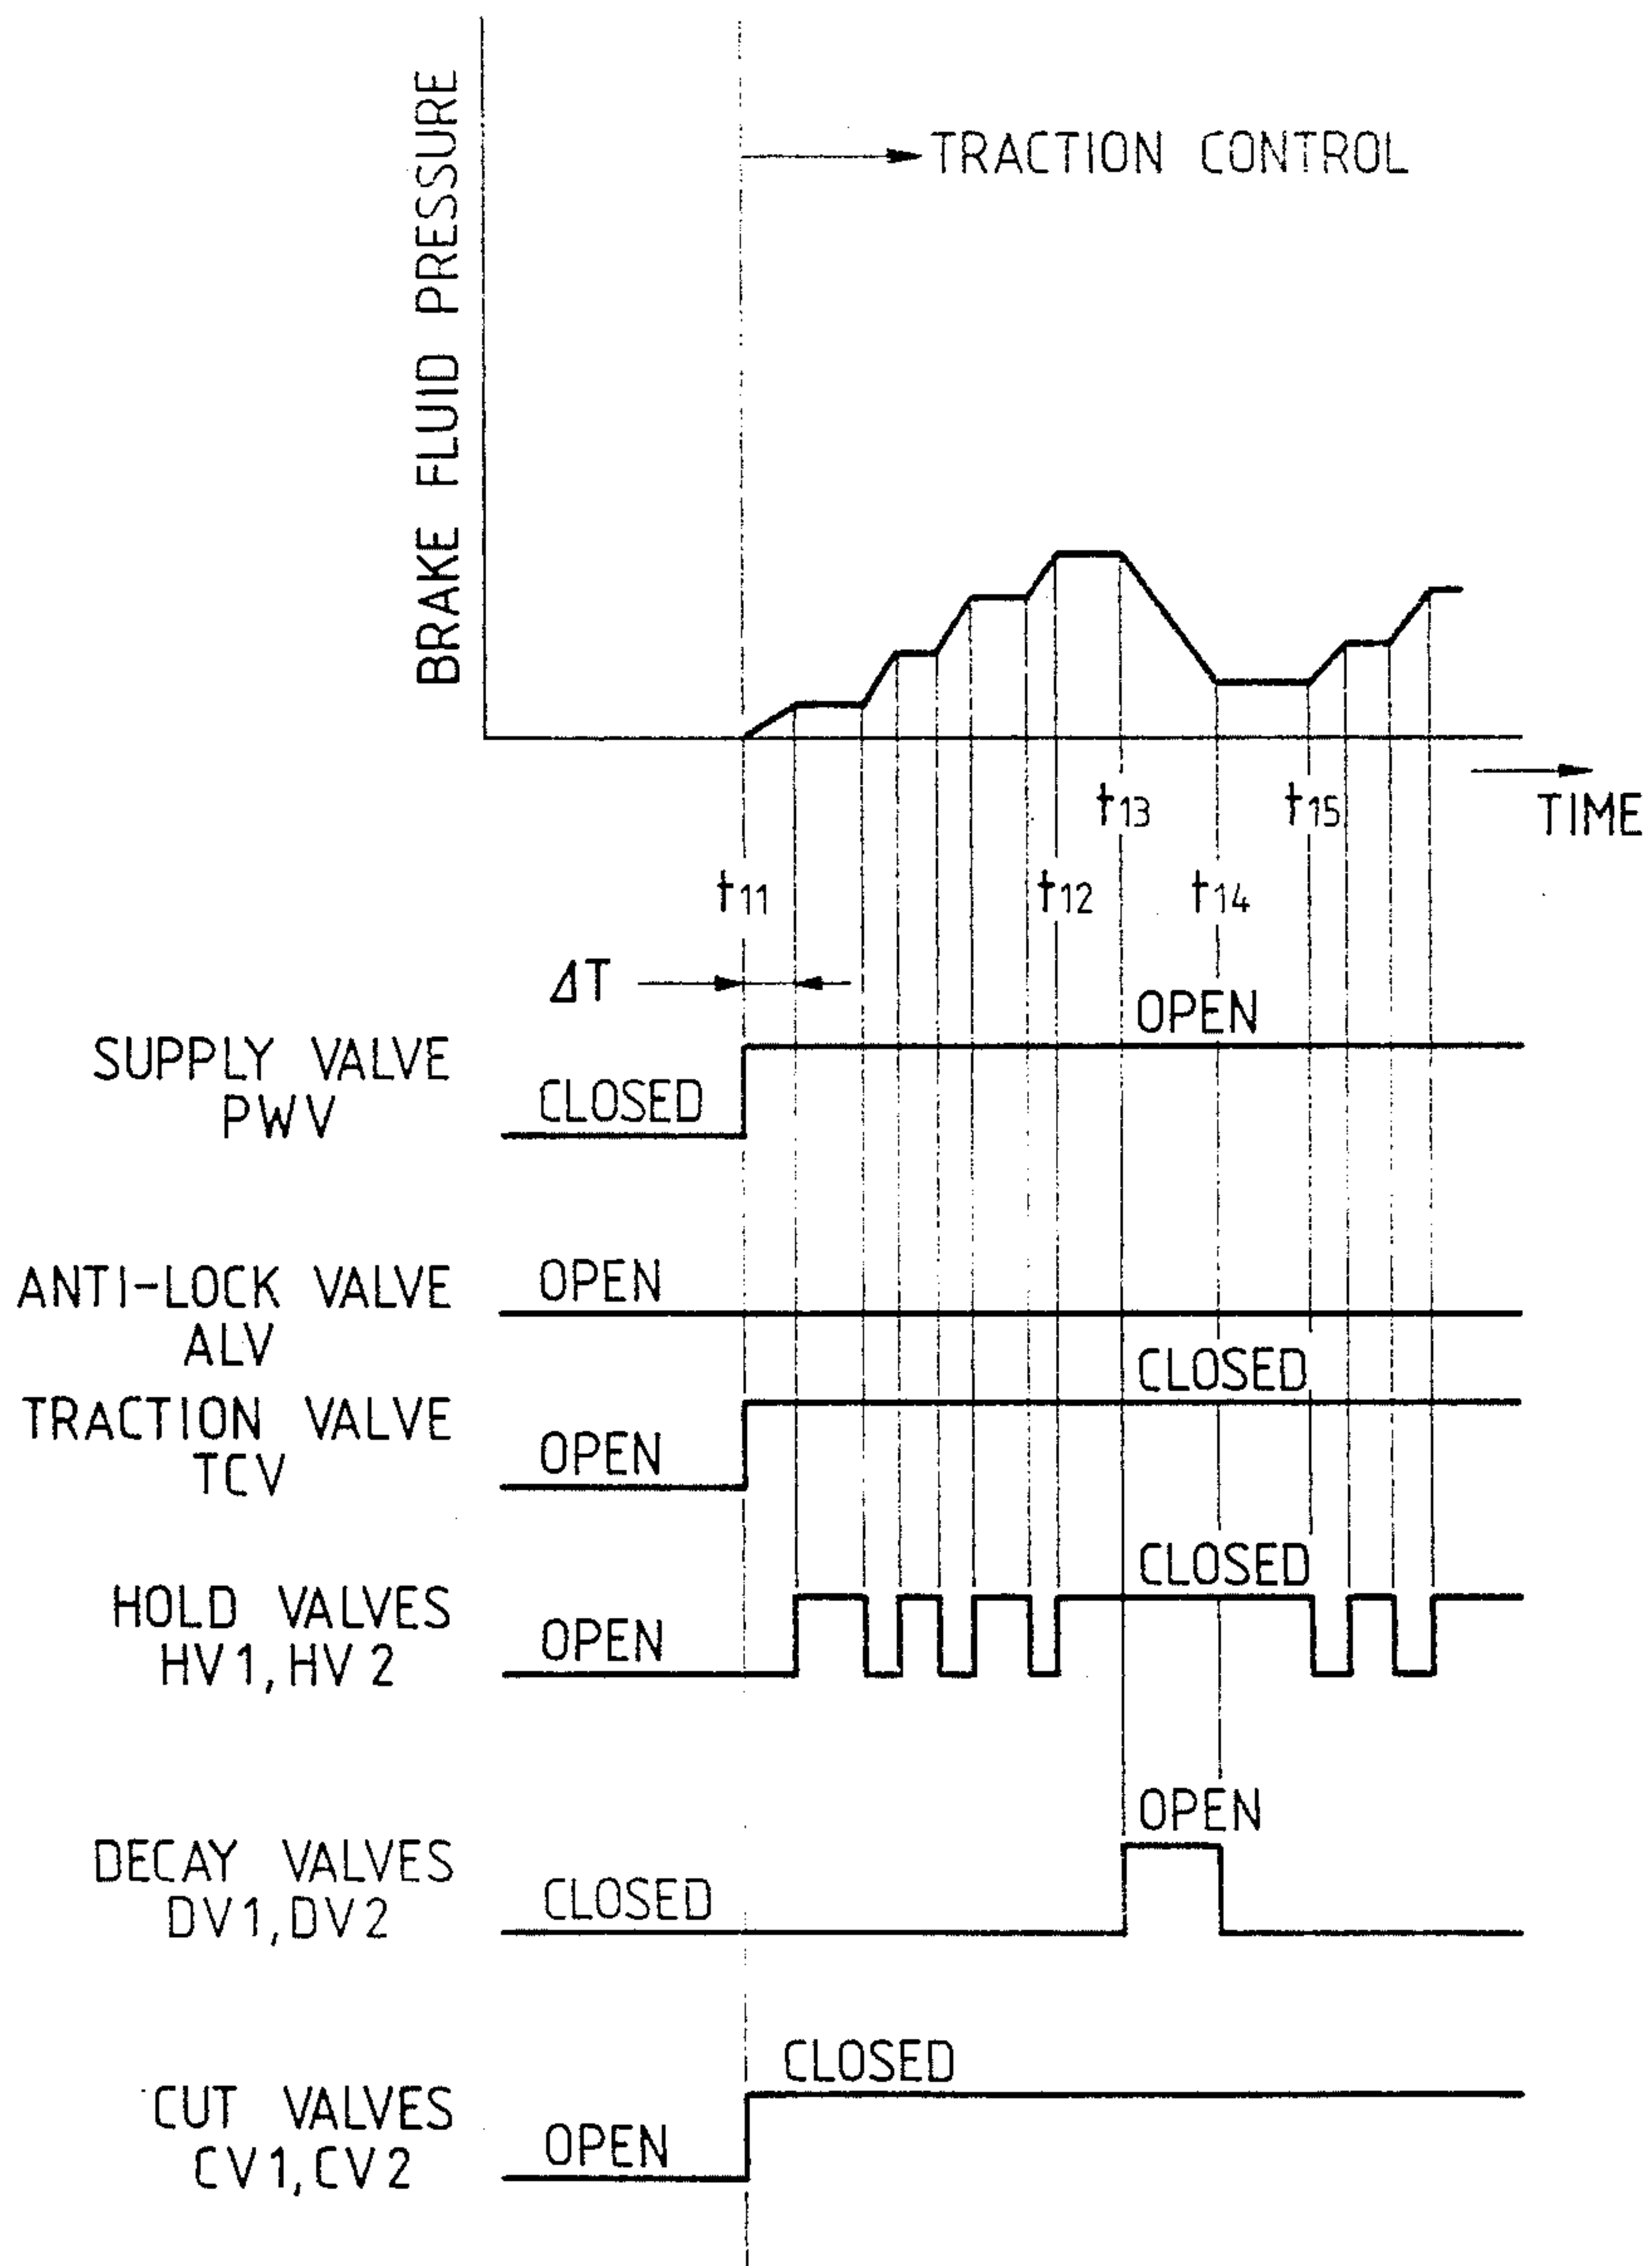 BRAKE FLUID PRESSURE
TRACTION CONTROL
t13
t15
TIME
t11
t12
t14
ΔT
OPEN
SUPPLY VALVE
PWV
CLOSED
ANTI-LOCK VALVE
ALV
OPEN
CLOSED
TRACTION VALVE
TCV
OPEN
CLOSED
HOLD VALVES
HV1, HV2
OPEN
OPEN
DECAY VALVES
DV1, DV2
CLOSED
CLOSED
CUT VALVES
CV1, CV2
OPEN